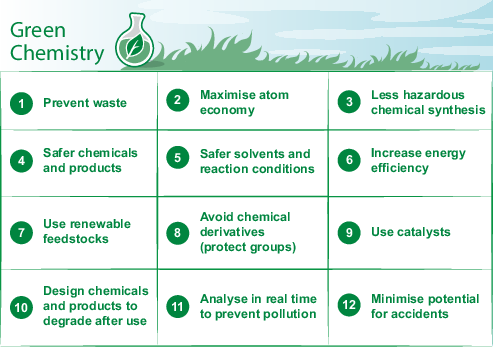 Green
Chemistry
1 Prevent waste
2 Maximise atom
economy
3 Less hazardous
chemical synthesis
4 Safer chemicals
and products
5 Safer solvents and
reaction conditions
6 Increase energy
efficiency
7 Use renewable
feedstocks
8 Avoid chemical
derivatives
(protect groups)
9 Use catalysts
10 Design chemicals
and products to
degrade after use
11 Analyse in real time
to prevent pollution
12 Minimise potential
for accidents